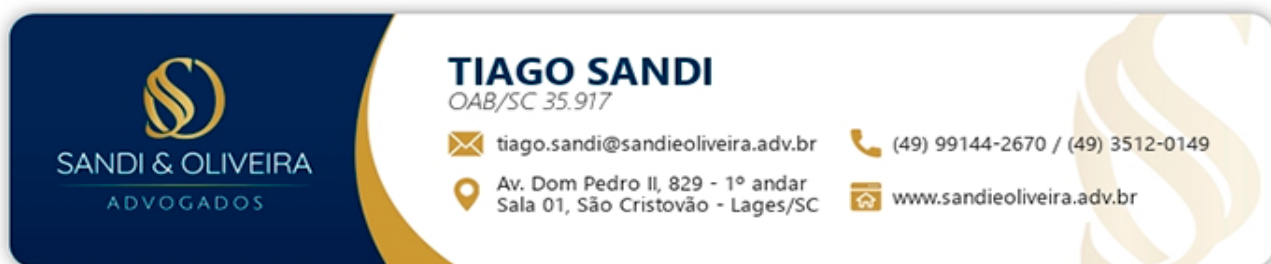 SANDI & OLIVEIRA
ADVOGADOS
TIAGO SANDI
OAB/SC 35.917
tiago.sandi@sandieoliveira.adv.br
(49) 99144-2670 / (49) 3512-0149
Av. Dom Pedro II, 829 - 1º andar
Sala 01, São Cristovão - Lages/SC
www.sandieoliveira.adv.br